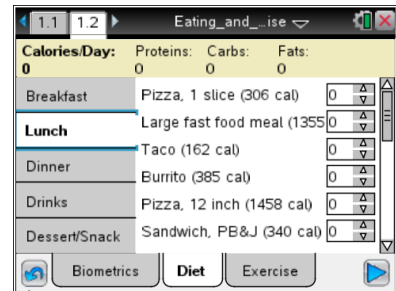 1.1 1.2 Eating_and_...ise
Calories/Day: Proteins: Carbs: Fats:
0 0 0 0
Breakfast
Lunch
Dinner
Drinks
Dessert/Snack
Pizza, 1 slice (306 cal) 0
Large fast food meal (1355 0
Taco (162 cal) 0
Burrito (385 cal) 0
Pizza, 12 inch (1458 cal) 0
Sandwich, PB&J (340 cal) 0
Biometrics Diet Exercise